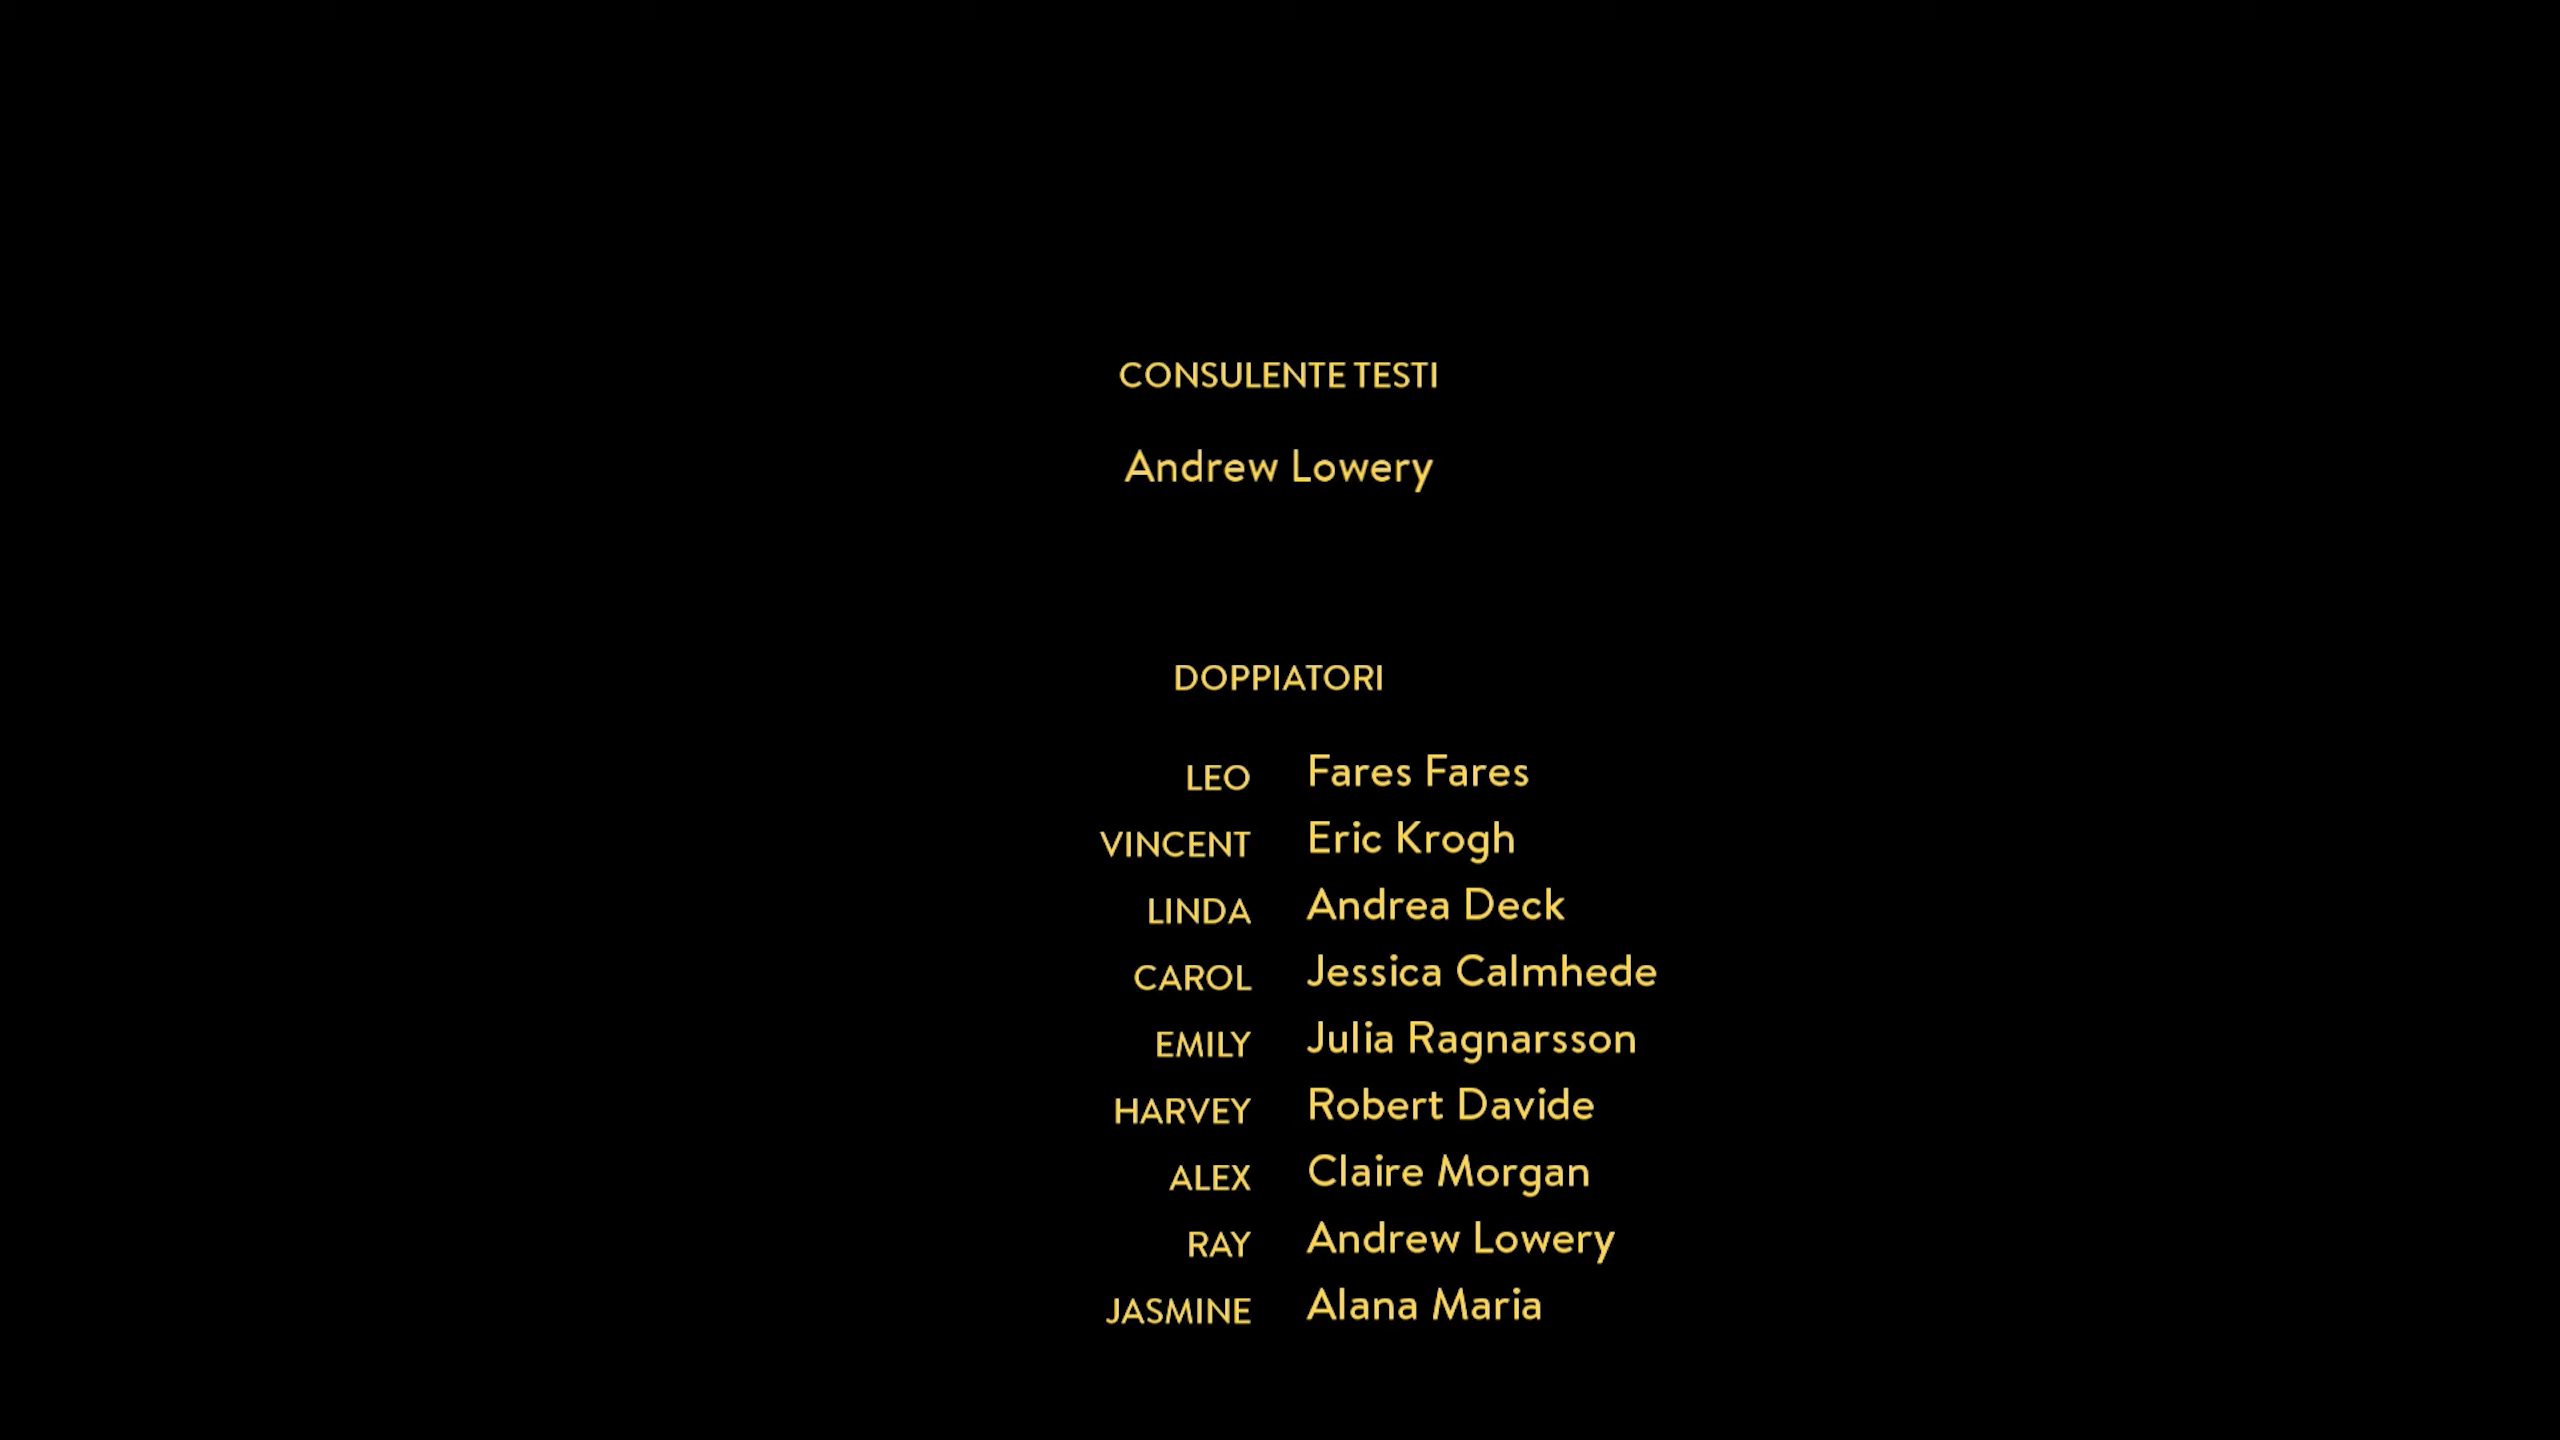 CONSULENTE TESTI
Andrew Lowery
DOPPIATORI
LEO Fares Fares
VINCENT Eric Krogh
LINDA Andrea Deck
CAROL Jessica Calmhede
EMILY Julia Ragnarsson
HARVEY Robert Davide
ALEX Claire Morgan
RAY Andrew Lowery
JASMINE Alana Maria